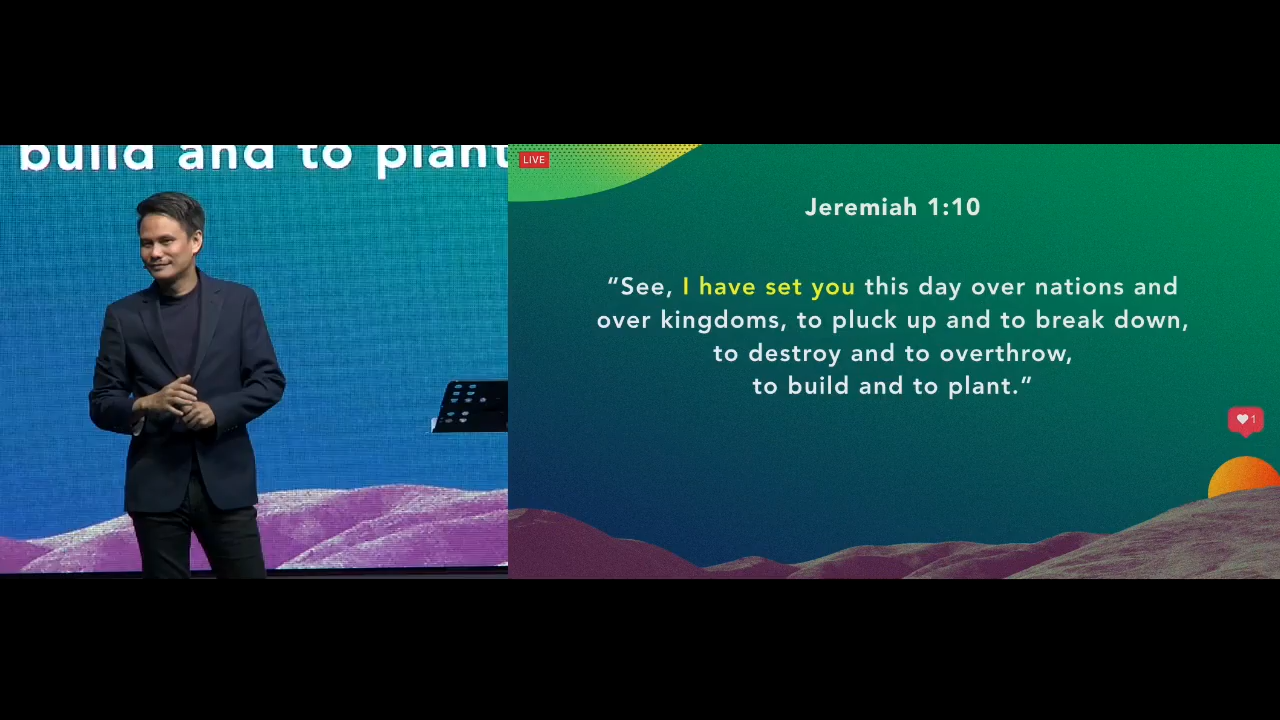 build and to plant
LIVE
Jeremiah 1:10
“See, I have set you this day over nations and
over kingdoms, to pluck up and to break down,
to destroy and to overthrow,
to build and to plant.”
1